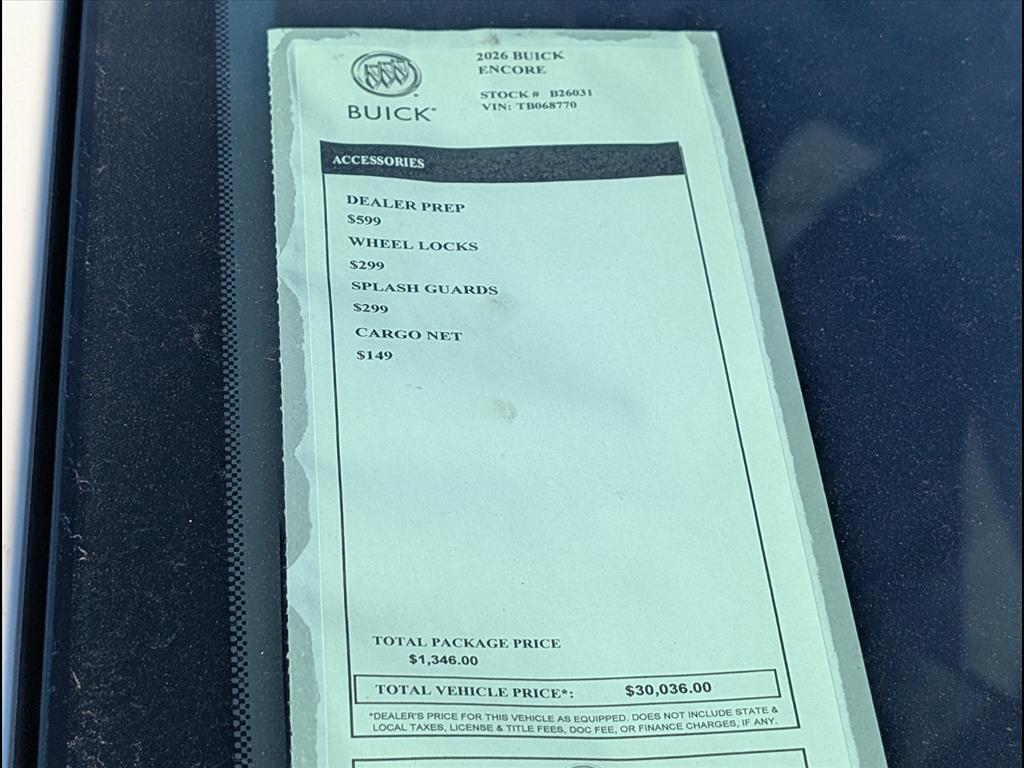 2026 BUICK
ENCORE
STOCK # B26031
VIN: TB068770
BUICK
ACCESSORIES
DEALER PREP
$599
WHEEL LOCKS
$299
SPLASH GUARDS
$299
CARGO NET
$149
TOTAL PACKAGE PRICE
$1,346.00
TOTAL VEHICLE PRICE*: $30,036.00
*DEALER'S PRICE FOR THIS VEHICLE AS EQUIPPED. DOES NOT INCLUDE STATE &
LOCAL TAXES, LICENSE & TITLE FEES, DOC FEE, OR FINANCE CHARGES, IF ANY.